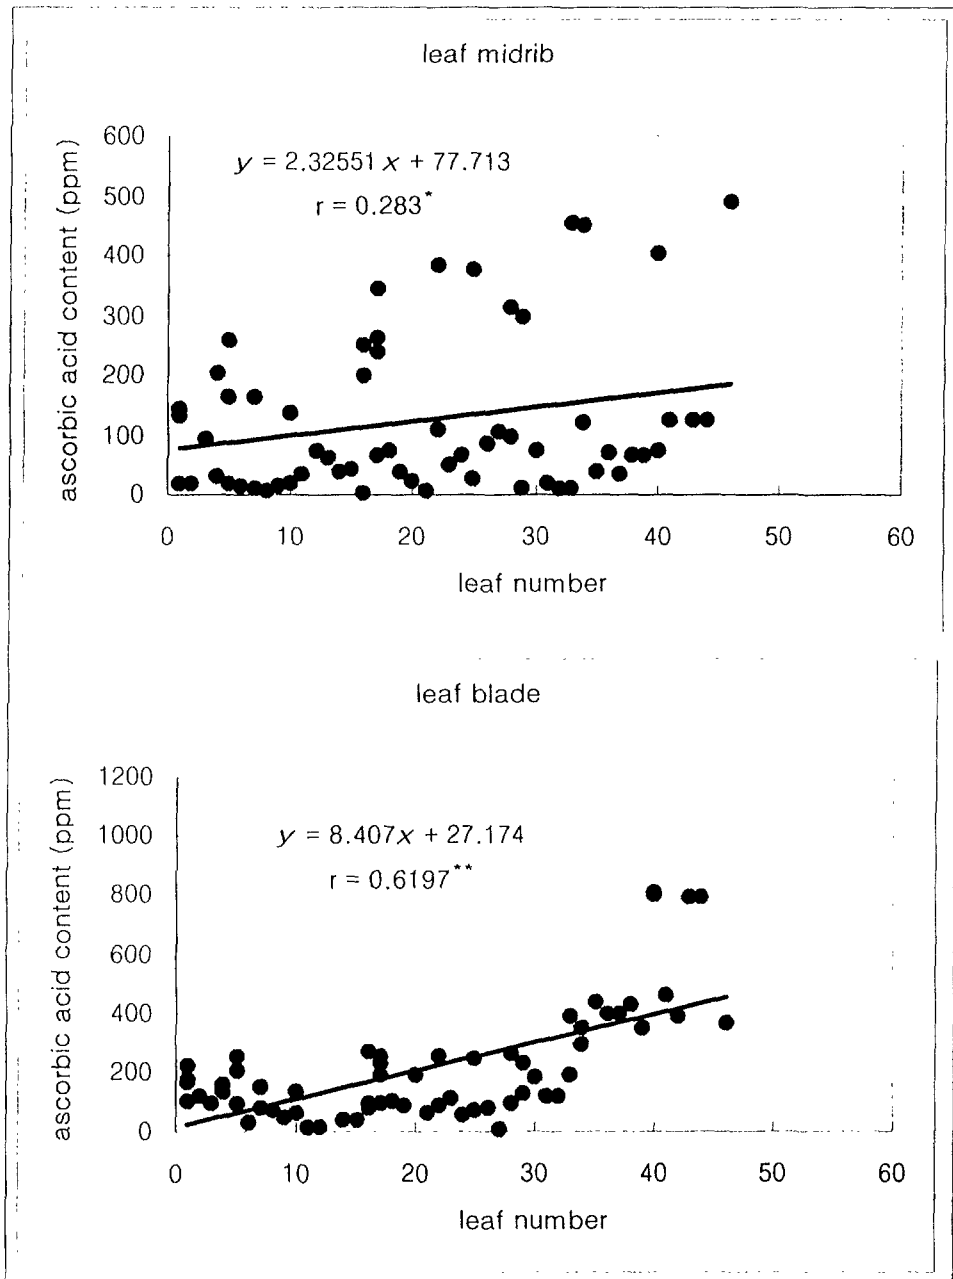 leaf midrib
600
500
400
300
200
100
0
ascorbic acid content (ppm)
y = 2.32551 x + 77.713
r = 0.283*
0 10 20 30 40 50 60
leaf number
leaf blade
1200
1000
800
600
400
200
0
ascorbic acid content (ppm)
y = 8.407x + 27.174
r = 0.6197**
0 10 20 30 40 50 60
leaf number